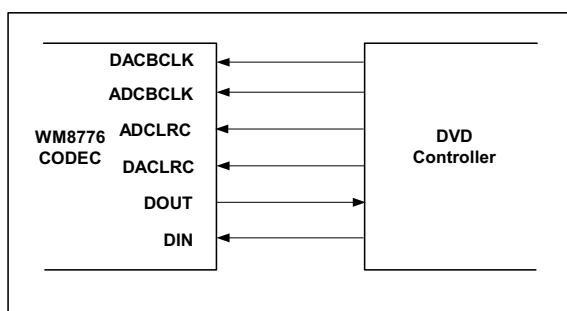 DACBCLK
ADCBCLK
ADCLRC
WM8776
CODEC
DACLRC
DOUT
DIN
DVD
Controller